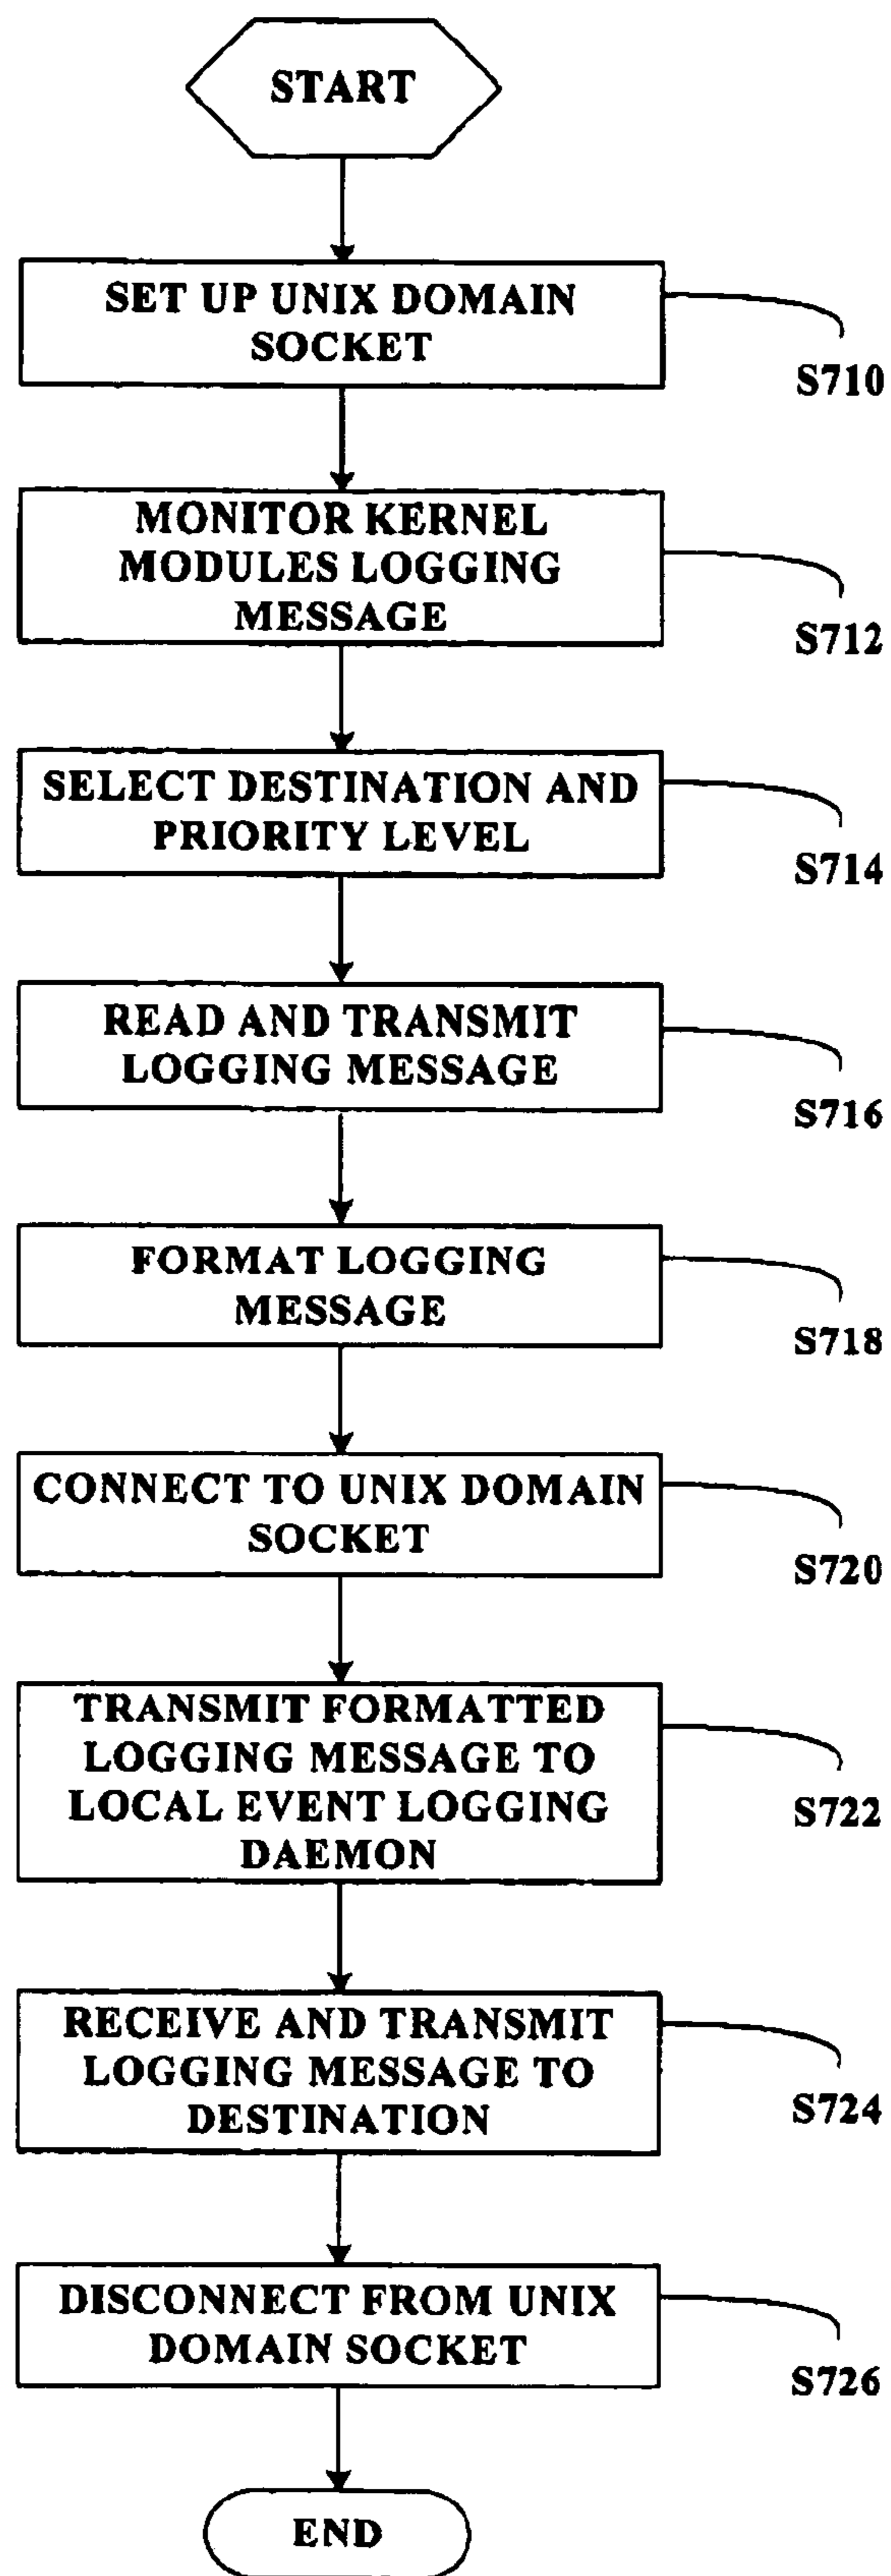 START
SET UP UNIX DOMAIN
SOCKET
S710
MONITOR KERNEL
MODULES LOGGING
MESSAGE
S712
SELECT DESTINATION AND
PRIORITY LEVEL
S714
READ AND TRANSMIT
LOGGING MESSAGE
S716
FORMAT LOGGING
MESSAGE
S718
CONNECT TO UNIX DOMAIN
SOCKET
S720
TRANSMIT FORMATTED
LOGGING MESSAGE TO
LOCAL EVENT LOGGING
DAEMON
S722
RECEIVE AND TRANSMIT
LOGGING MESSAGE TO
DESTINATION
S724
DISCONNECT FROM UNIX
DOMAIN SOCKET
S726
END